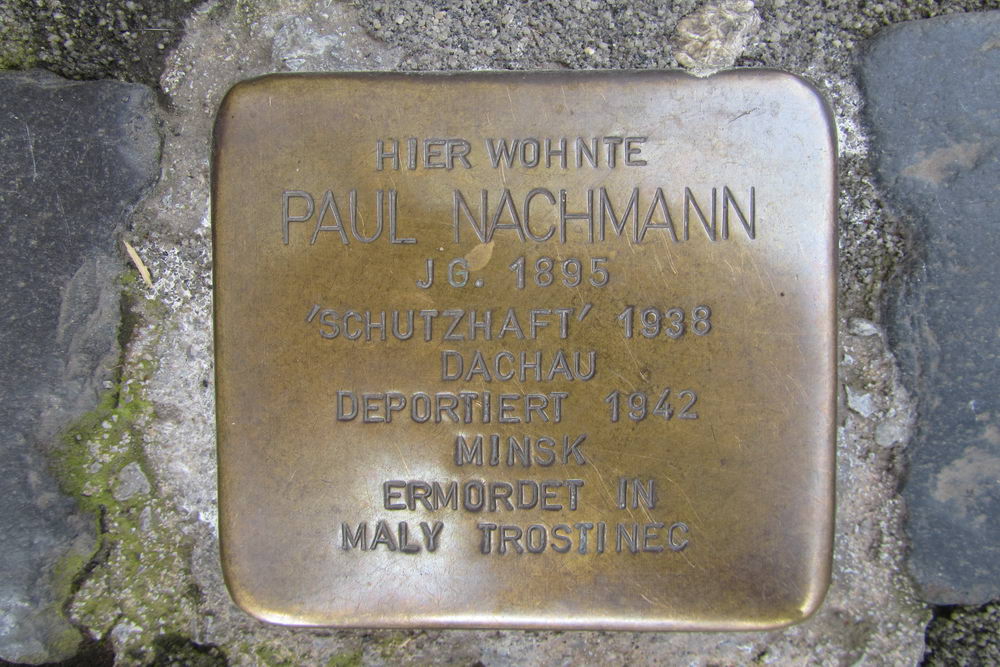 HIER WOHNTE
PAUL NACHMANN
JG. 1895
'SCHUTZHAFT' 1938
DACHAU
DEPORTIERT 1942
MINSK
ERMORDET IN
MALY TROSTINEC